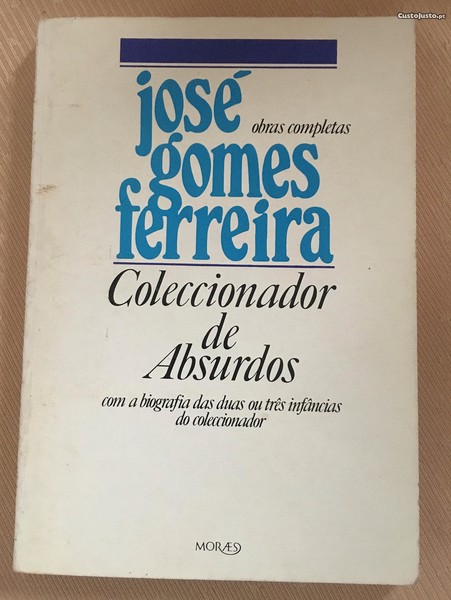 CustoJusto.pt
josé
obras completas
gomes
ferreira
Coleccionador
de
Absurdos
com a biografia das duas ou três infâncias
do coleccionador
MORÆS